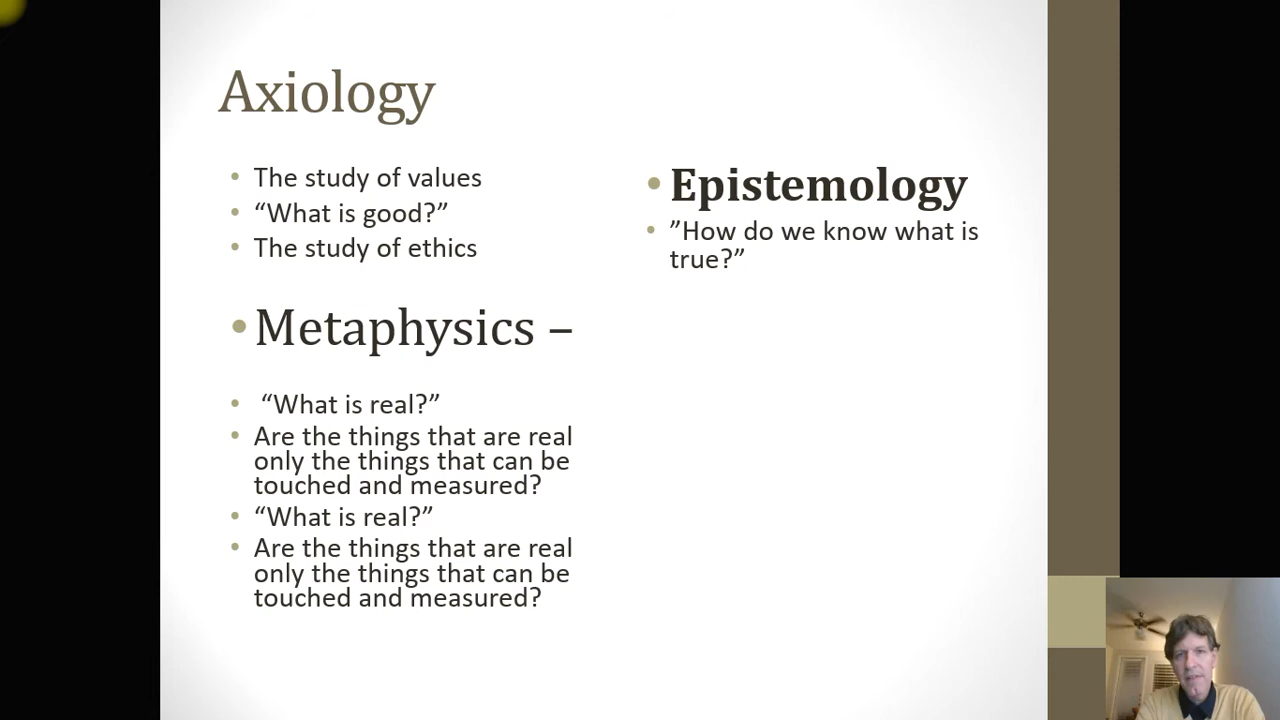 Axiology
• The study of values
• “What is good?”
• The study of ethics
• Metaphysics –
• “What is real?”
• Are the things that are real
only the things that can be
touched and measured?
• “What is real?”
• Are the things that are real
only the things that can be
touched and measured?
• Epistemology
• ”How do we know what is
true?”